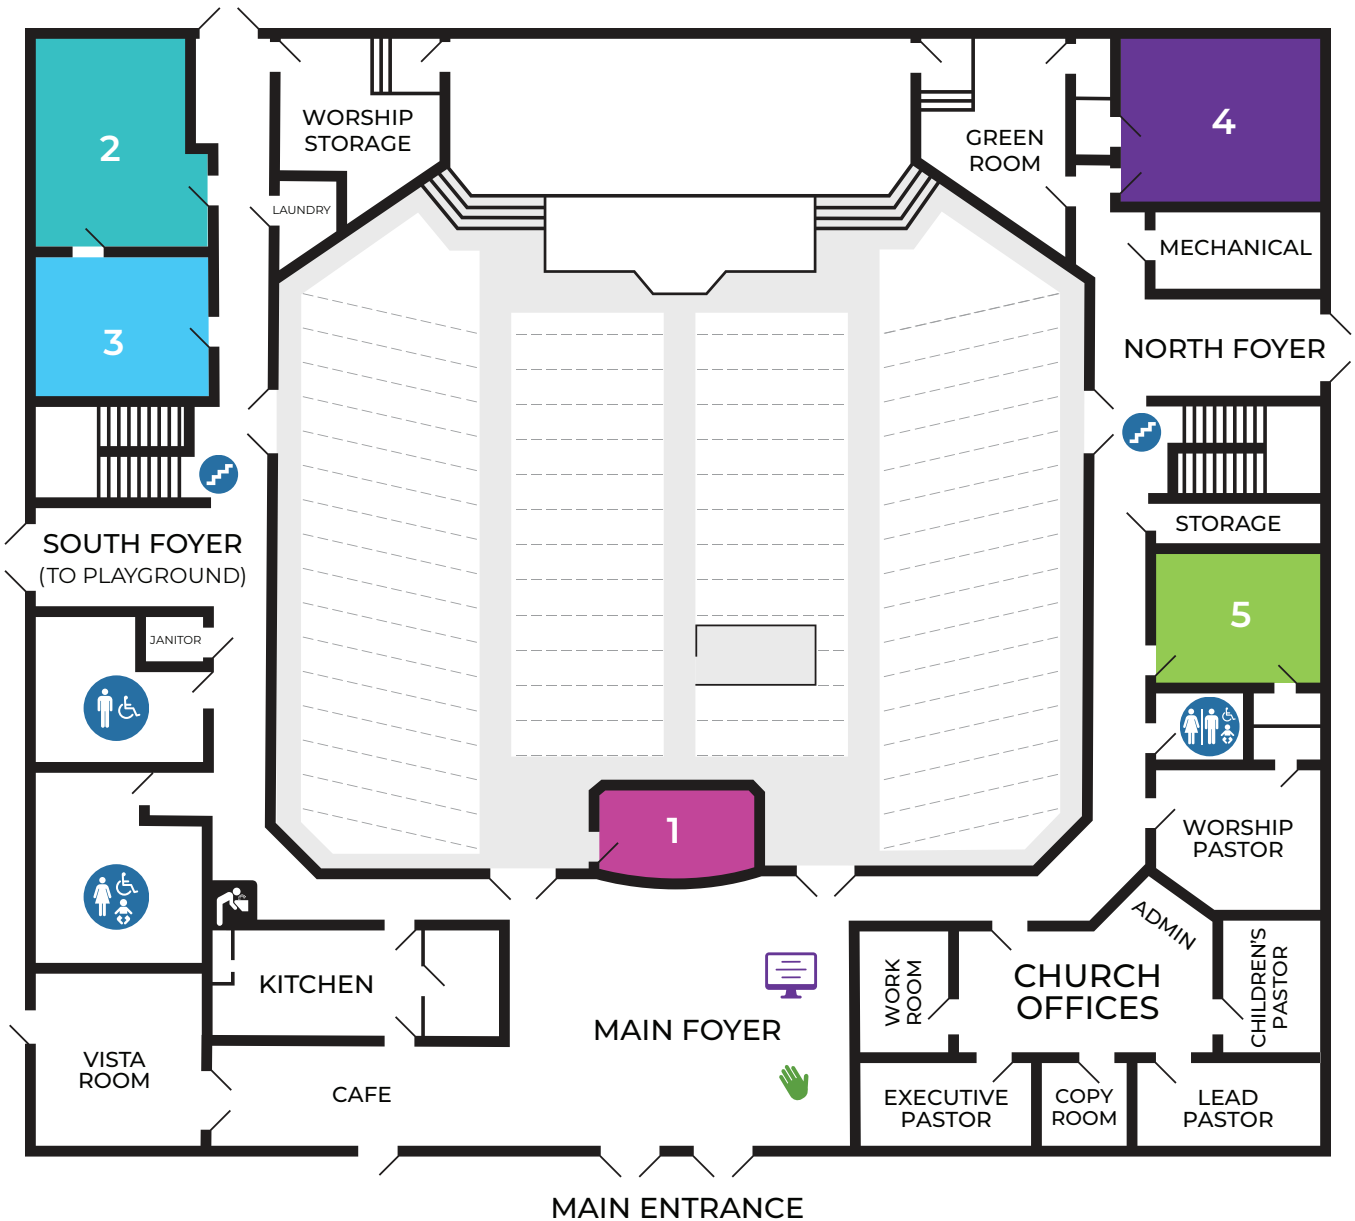 WORSHIP
STORAGE
GREEN
ROOM
2
4
LAUNDRY
MECHANICAL
3
NORTH FOYER
STORAGE
SOUTH FOYER
(TO PLAYGROUND)
5
JANITOR
1
WORSHIP
PASTOR
ADMIN
KITCHEN
WORK
ROOM
CHURCH
OFFICES
CHILDREN'S
PASTOR
MAIN FOYER
VISTA
ROOM
CAFE
EXECUTIVE
PASTOR
COPY
ROOM
LEAD
PASTOR
MAIN ENTRANCE